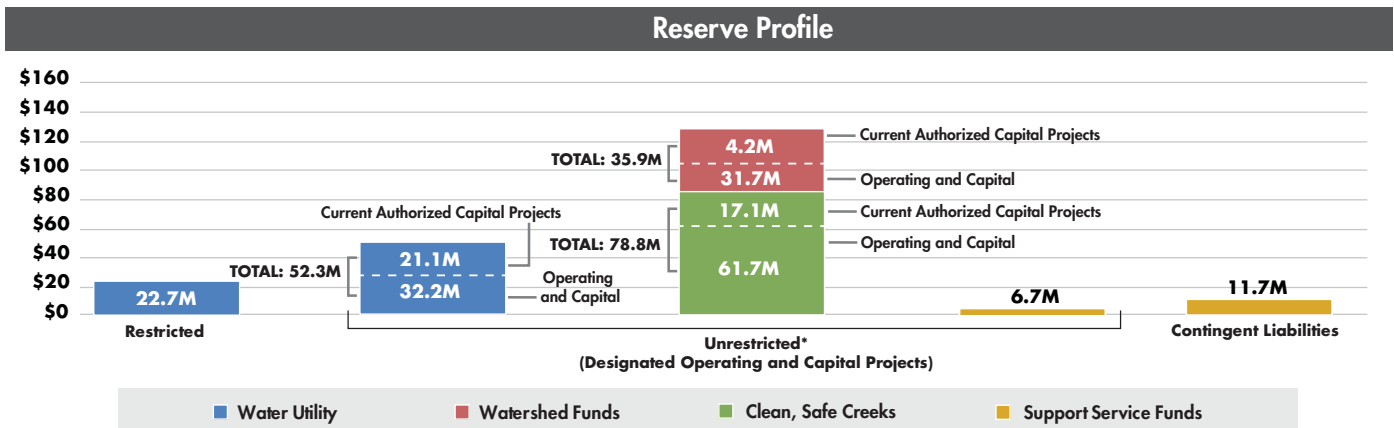 Reserve Profile
$160
$140
$120
$100
$80
$60
$40
$20
$0
22.7M
Restricted
TOTAL: 52.3M
21.1M
32.2M
Current Authorized Capital Projects
Operating
and Capital
TOTAL: 35.9M
4.2M
31.7M
Current Authorized Capital Projects
Operating and Capital
TOTAL: 78.8M
17.1M
61.7M
Current Authorized Capital Projects
Operating and Capital
6.7M
Unrestricted*
(Designated Operating and Capital Projects)
11.7M
Contingent Liabilities
Water Utility
Watershed Funds
Clean, Safe Creeks
Support Service Funds